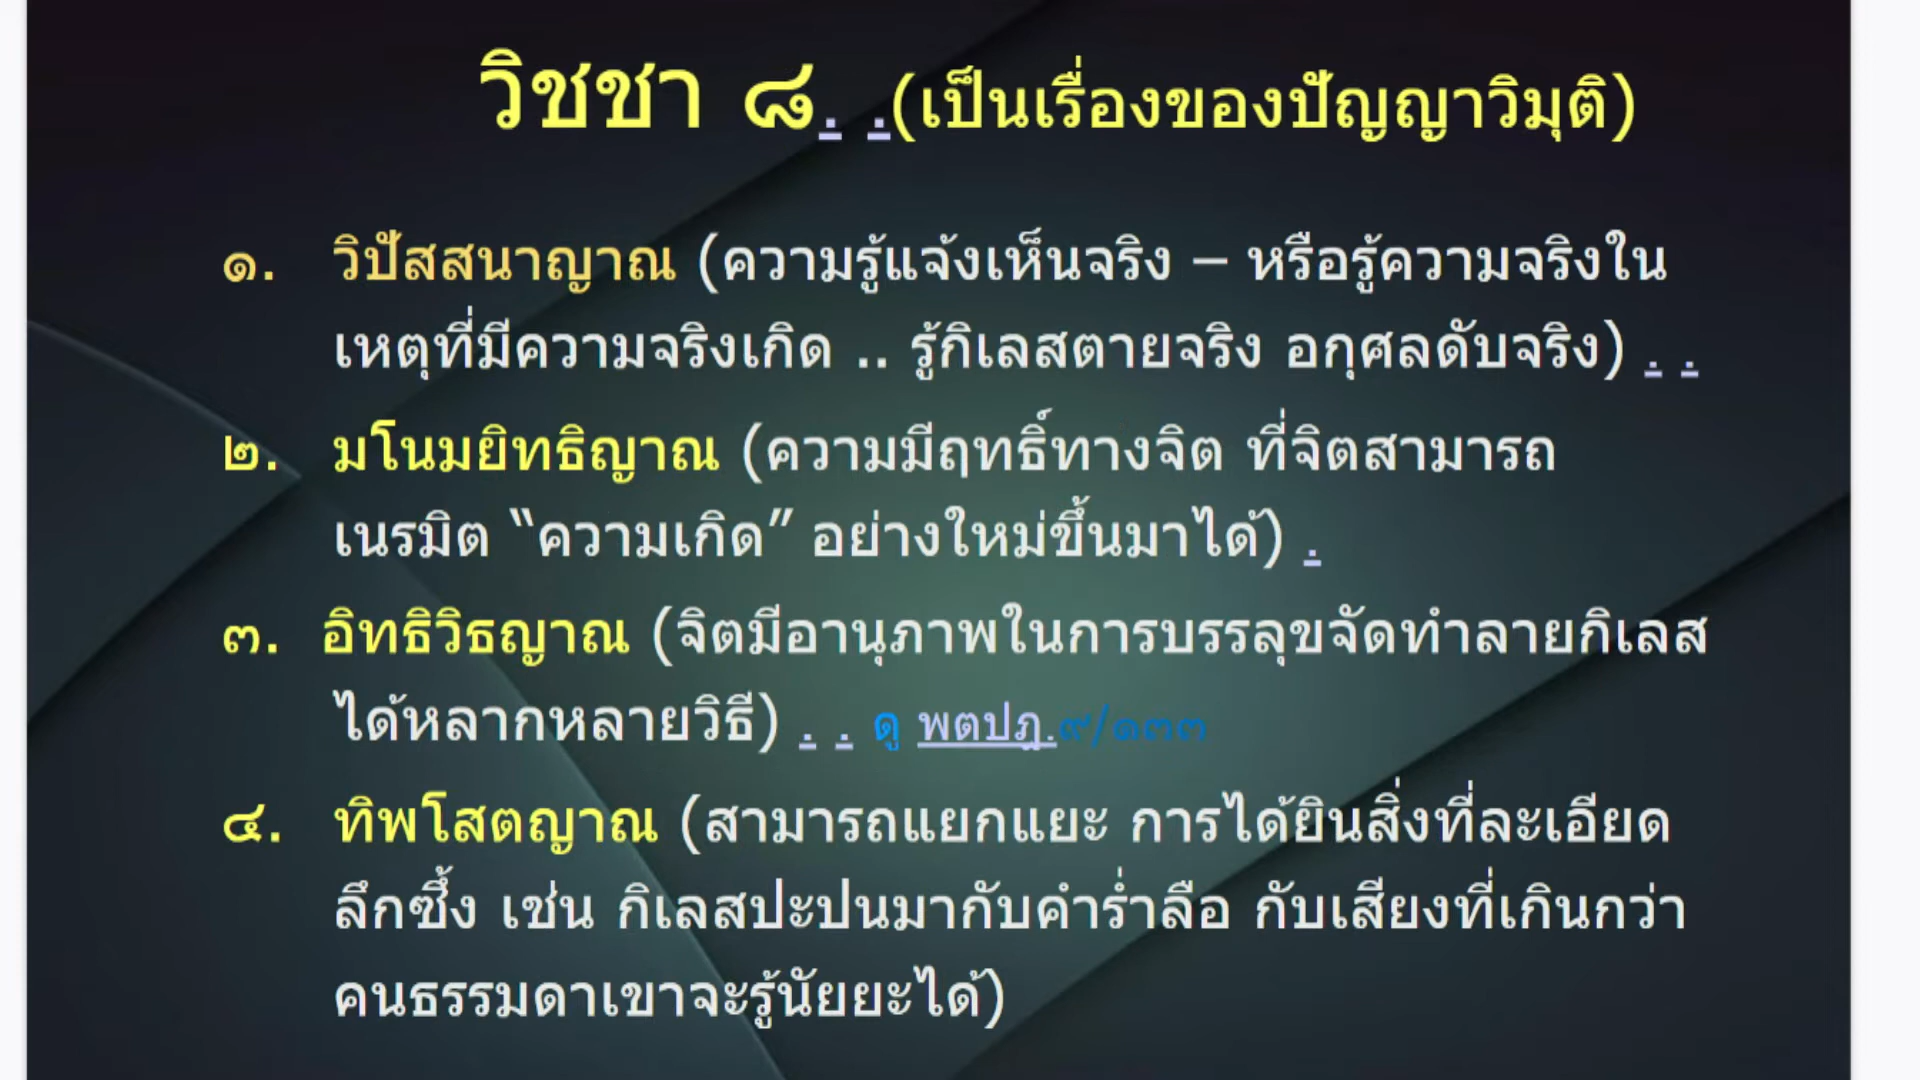 วิชชา ๘. .(เป็นเรื่องของปัญญาวิมุติ)
๑. วิปัสสนาญาณ (ความรู้แจ้งเห็นจริง – หรือรู้ความจริงใน
เหตุที่มีความจริงเกิด .. รู้กิเลสตายจริง อกุศลดับจริง) . .
๒. มโนมยิทธิญาณ (ความมีฤทธิ์ทางจิต ที่จิตสามารถ
เนรมิต “ความเกิด” อย่างใหม่ขึ้นมาได้) .
๓. อิทธิวิธญาณ (จิตมีอานุภาพในการบรรลุขจัดทำลายกิเลส
ได้หลากหลายวิธี) . . ดู พตปฎ.๙/๑๓๓
๔. ทิพโสตญาณ (สามารถแยกแยะ การได้ยินสิ่งที่ละเอียด
ลึกซึ้ง เช่น กิเลสปะปนมากับคำร่ำลือ กับเสียงที่เกินกว่า
คนธรรมดาเขาจะรู้นัยยะได้)